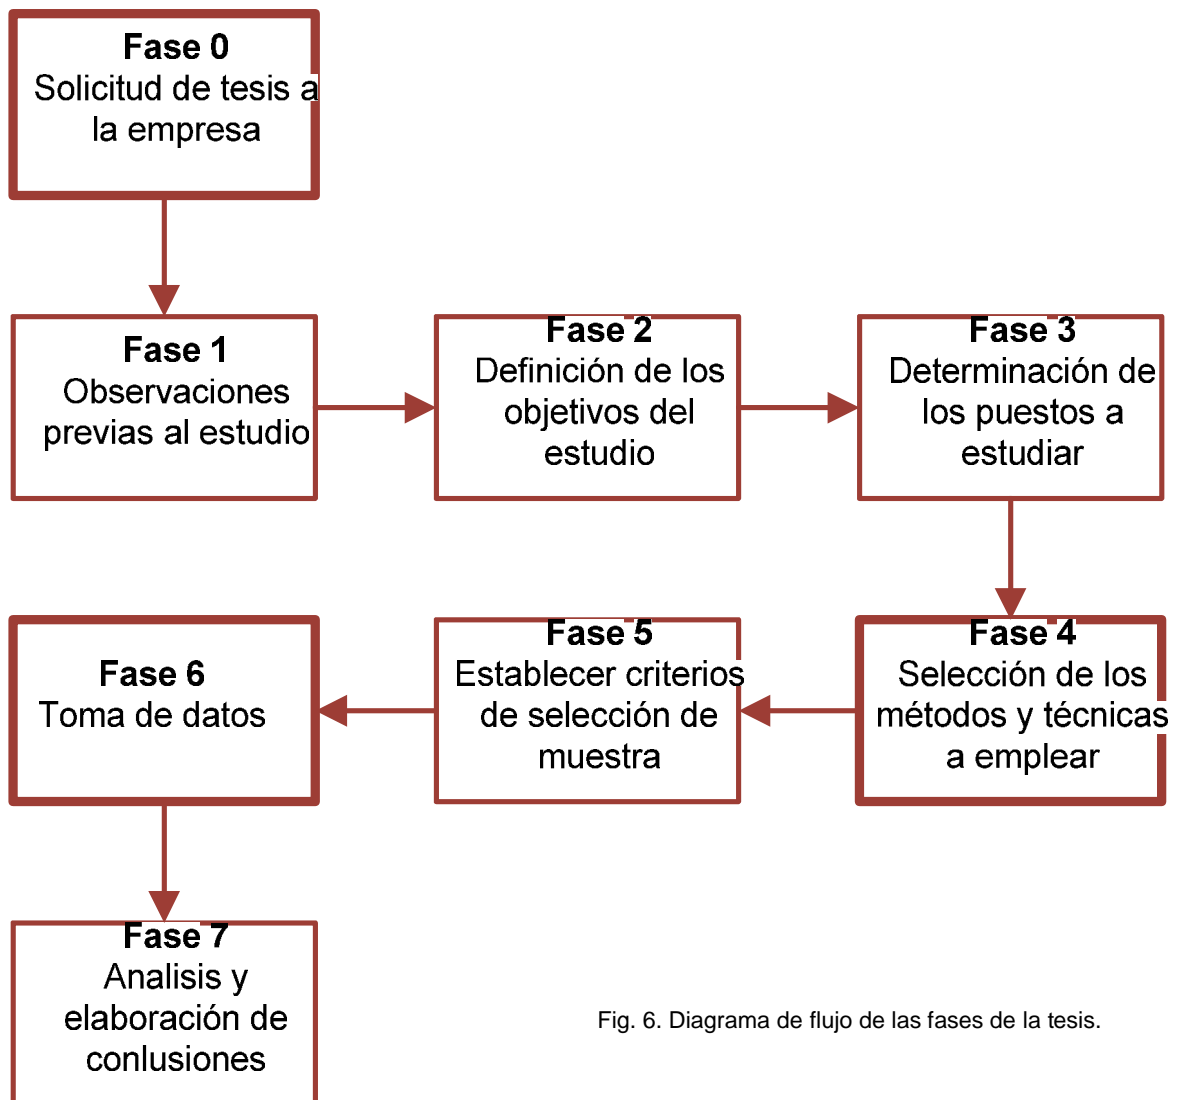 Fase 0
Solicitud de tesis a
la empresa
Fase 1
Observaciones
previas al estudio
Fase 2
Definición de los
objetivos del
estudio
Fase 3
Determinación de
los puestos a
estudiar
Fase 4
Selección de los
métodos y técnicas
a emplear
Fase 5
Establecer criterios
de selección de
muestra
Fase 6
Toma de datos
Fase 7
Analisis y
elaboración de
conlusiones
Fig. 6. Diagrama de flujo de las fases de la tesis.